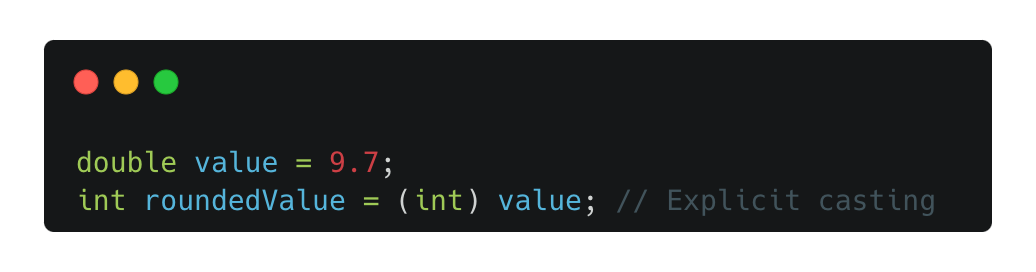 double value = 9.7;
int roundedValue = (int) value; // Explicit casting